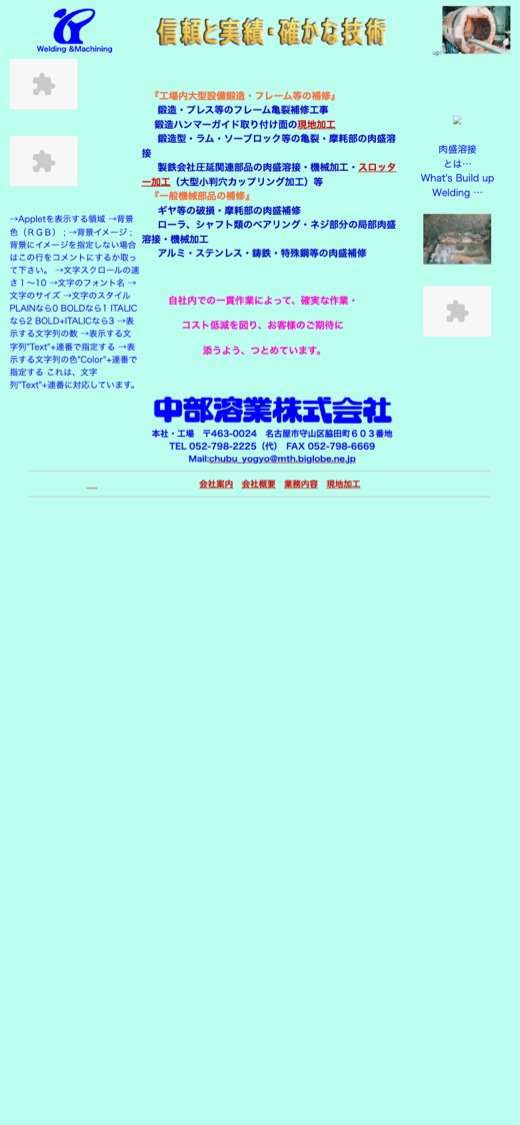 Welding &Machining
信頼と実績・確かな技術
up!
『工場内大型設備鍛造・フレーム等の補修』
鍛造・プレス等のフレーム亀裂補修工事
鍛造ハンマーガイド取り付け面の現地加工
鍛造型・ラム・ソーブロック等の亀裂・摩耗部の肉盛溶
接
製鉄会社圧延関連部品の肉盛溶接・機械加工・スロッタ
ー加工（大型小判穴カップリング加工）等
『一般機械部品の補修』
ギヤ等の破損・摩耗部の肉盛補修
ローラ、シャフト類のベアリング・ネジ部分の局部肉盛
溶接・機械加工
アルミ・ステンレス・鋳鉄・特殊鋼等の肉盛補修
肉盛溶接
とは…
What's Build up
Welding …
→Appletを表示する領域 →背景
色（ＲＧＢ）； →背景イメージ ;
背景にイメージを指定しない場合
はこの行をコメントにするか取っ
て下さい。 →文字スクロールの速
さ１～10 →文字のフォント名 →
文字のサイズ →文字のスタイル
PLAINなら0 BOLDなら1 ITALIC
なら2 BOLD+ITALICなら3 →表
示する文字列の数 →表示する文
字列"Text"+連番で指定する →表
示する文字列の色"Color"+連番で
指定する これは、文字
列"Text"+連番に対応しています。
自社内での一貫作業によって、確実な作業・
コスト低減を図り、お客様のご期待に
添うよう、つとめています。
中部溶業株式会社
本社・工場　〒463-0024　名古屋市守山区脇田町６０３番地
TEL 052-798-2225（代） FAX 052-798-6669
Mail:chubu_yogyo@mth.biglobe.ne.jp
会社案内　会社概要　業務内容　現地加工